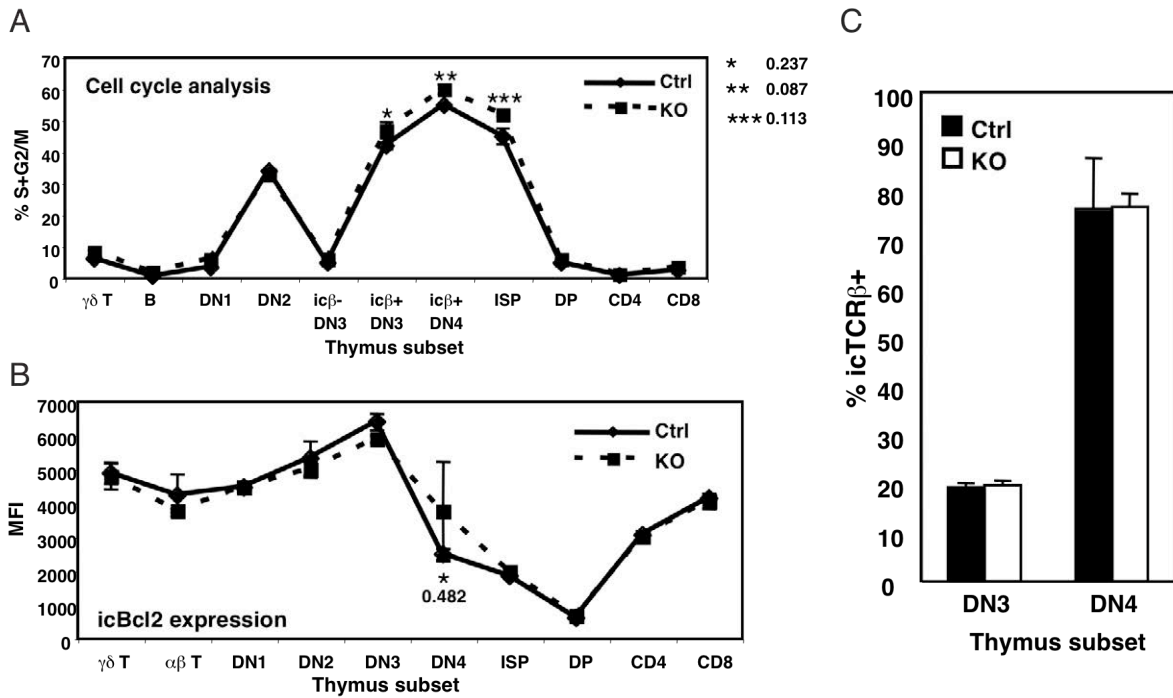 A
70
60
50
40
30
20
10
0
% S+G2/M
Cell cycle analysis
Ctrl
KO
*
**
***
* 0.237
** 0.087
*** 0.113
γδ T B DN1 DN2 icβ- icβ+ icβ+ ISP DP CD4 CD8
DN3 DN3 DN4
Thymus subset
B
7000
6000
5000
4000
3000
2000
1000
0
MFI
Ctrl
KO
*
0.482
icBcl2 expression
γδ T αβ T DN1 DN2 DN3 DN4 ISP DP CD4 CD8
Thymus subset
C
100
90
80
70
60
50
40
30
20
10
0
% icTCRβ+
Ctrl
KO
DN3 DN4
Thymus subset